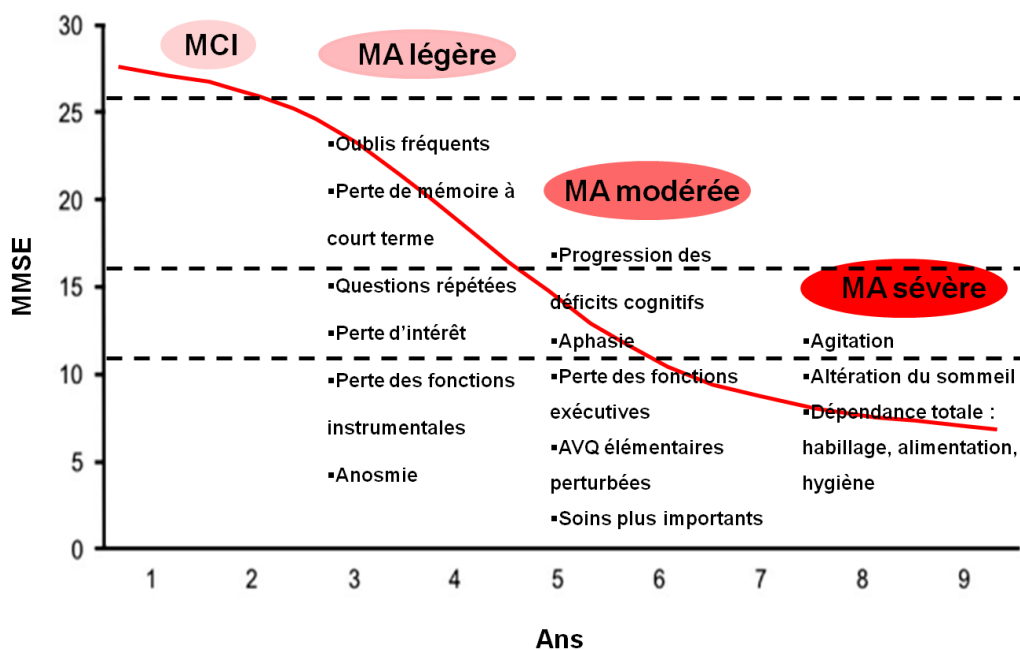 30
25
20
15
10
5
0
MMSE
MCI
MA légère
▪Oublis fréquents
▪Perte de mémoire à
court terme
▪Questions répétées
▪Perte d’intérêt
▪Perte des fonctions
instrumentales
▪Anosmie
MA modérée
▪Progression des
déficits cognitifs
▪Aphasie
▪Perte des fonctions
exécutives
▪AVQ élémentaires
perturbées
▪Soins plus importants
MA sévère
▪Agitation
▪Altération du sommeil
▪Dépendance totale :
habillage, alimentation,
hygiène
1 2 3 4 5 6 7 8 9
Ans